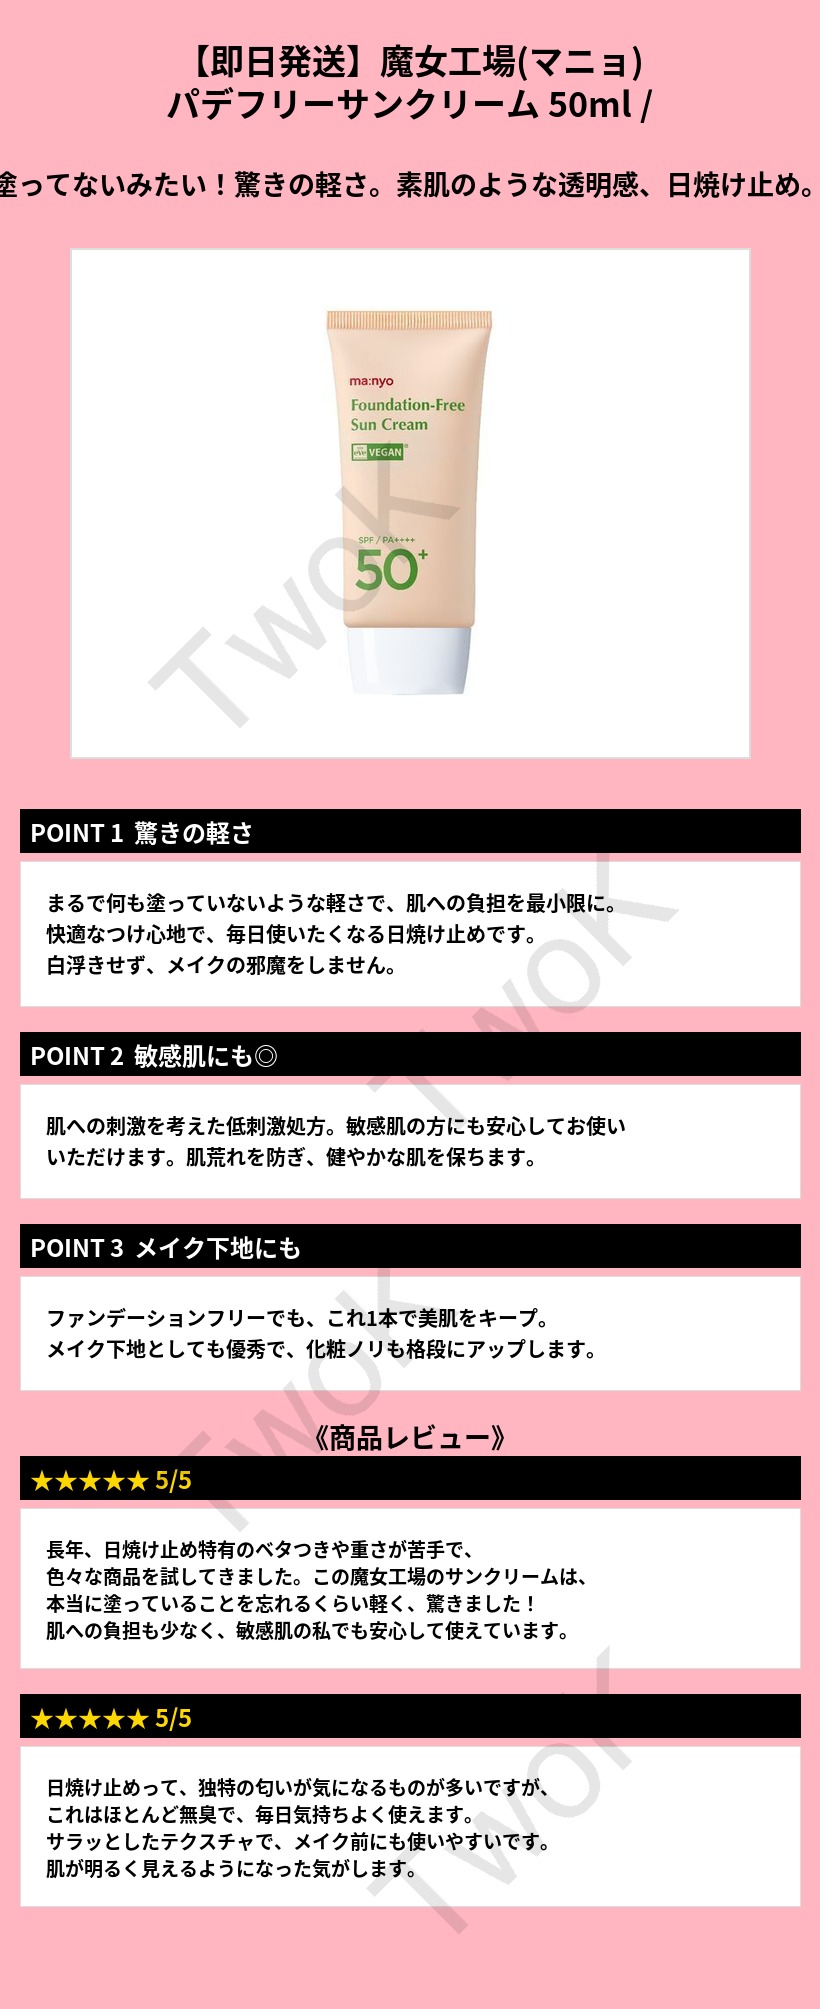 【即日発送】魔女工場(マニョ)
パデフリーサンクリーム 50ml /
塗ってないみたい！驚きの軽さ。素肌のような透明感、日焼け止め。
ma:nyo
Foundation-Free
Sun Cream
eve VEGAN
SPF / PA++++
50+
TwoK
POINT 1 驚きの軽さ
まるで何も塗っていないような軽さで、肌への負担を最小限に。
快適なつけ心地で、毎日使いたくなる日焼け止めです。
白浮きせず、メイクの邪魔をしません。
TwoK
POINT 2 敏感肌にも◎
肌への刺激を考えた低刺激処方。敏感肌の方にも安心してお使い
いただけます。肌荒れを防ぎ、健やかな肌を保ちます。
POINT 3 メイク下地にも
ファンデーションフリーでも、これ1本で美肌をキープ。
メイク下地としても優秀で、化粧ノリも格段にアップします。
TwoK
《商品レビュー》
★★★★★ 5/5
長年、日焼け止め特有のベタつきや重さが苦手で、
色々な商品を試してきました。この魔女工場のサンクリームは、
本当に塗っていることを忘れるくらい軽く、驚きました！
肌への負担も少なく、敏感肌の私でも安心して使えています。
★★★★★ 5/5
日焼け止めって、独特の匂いが気になるものが多いですが、
これはほとんど無臭で、毎日気持ちよく使えます。
サラッとしたテクスチャで、メイク前にも使いやすいです。
肌が明るく見えるようになった気がします。
TwoK